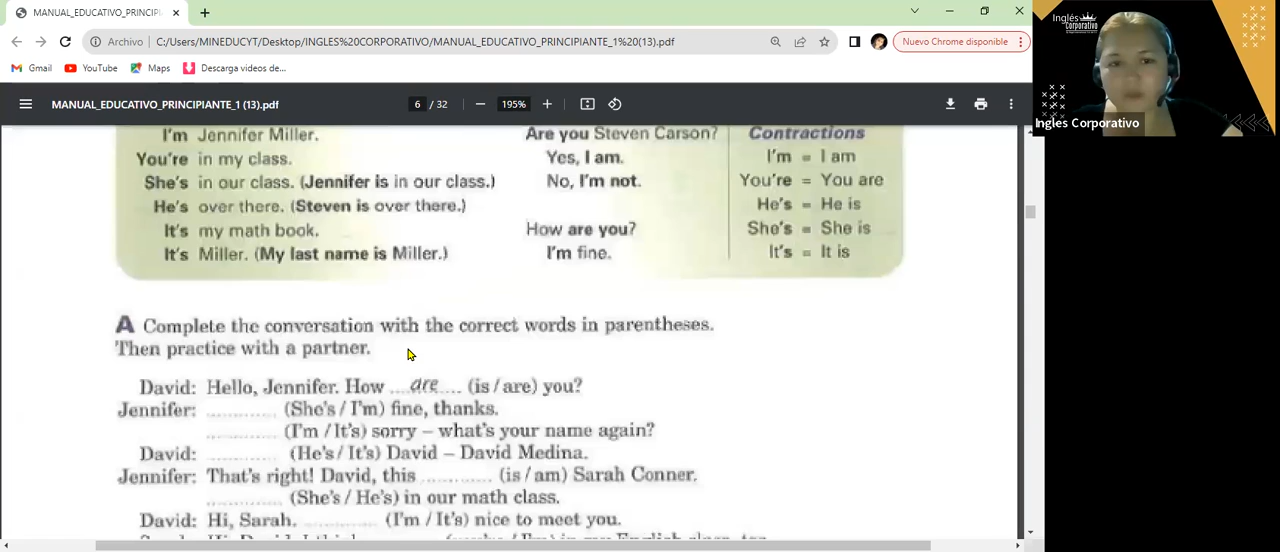 MANUAL_EDUCATIVO_PRINCIPI
Archivo C:/Users/MINEDUCYT/Desktop/INGLES%20CORPORATIVO/MANUAL_EDUCATIVO_PRINCIPIANTE_1%20(13).pdf
Nuevo Chrome disponible
Gmail YouTube Maps Descarga videos de...
MANUAL_EDUCATIVO_PRINCIPIANTE_1 (13).pdf 6 / 32 195%
I'm Jennifer Miller.
You're in my class.
She's in our class. (Jennifer is in our class.)
He's over there. (Steven is over there.)
It's my math book.
It's Miller. (My last name is Miller.)
Are you Steven Carson?
Yes, I am.
No, I'm not.
How are you?
I'm fine.
Contractions
I'm = I am
You're = You are
He's = He is
She's = She is
It's = It is
A Complete the conversation with the correct words in parentheses.
Then practice with a partner.
David: Hello, Jennifer. How ....are.... (is / are) you?
Jennifer: ............ (She's / I'm) fine, thanks.
............ (I'm / It's) sorry – what's your name again?
David: ............ (He's / It's) David – David Medina.
Jennifer: That's right! David, this ............ (is / am) Sarah Conner.
............ (She's / He's) in our math class.
David: Hi, Sarah. ............ (I'm / It's) nice to meet you.
Inglés
Corporativo
Inglés Corporativo